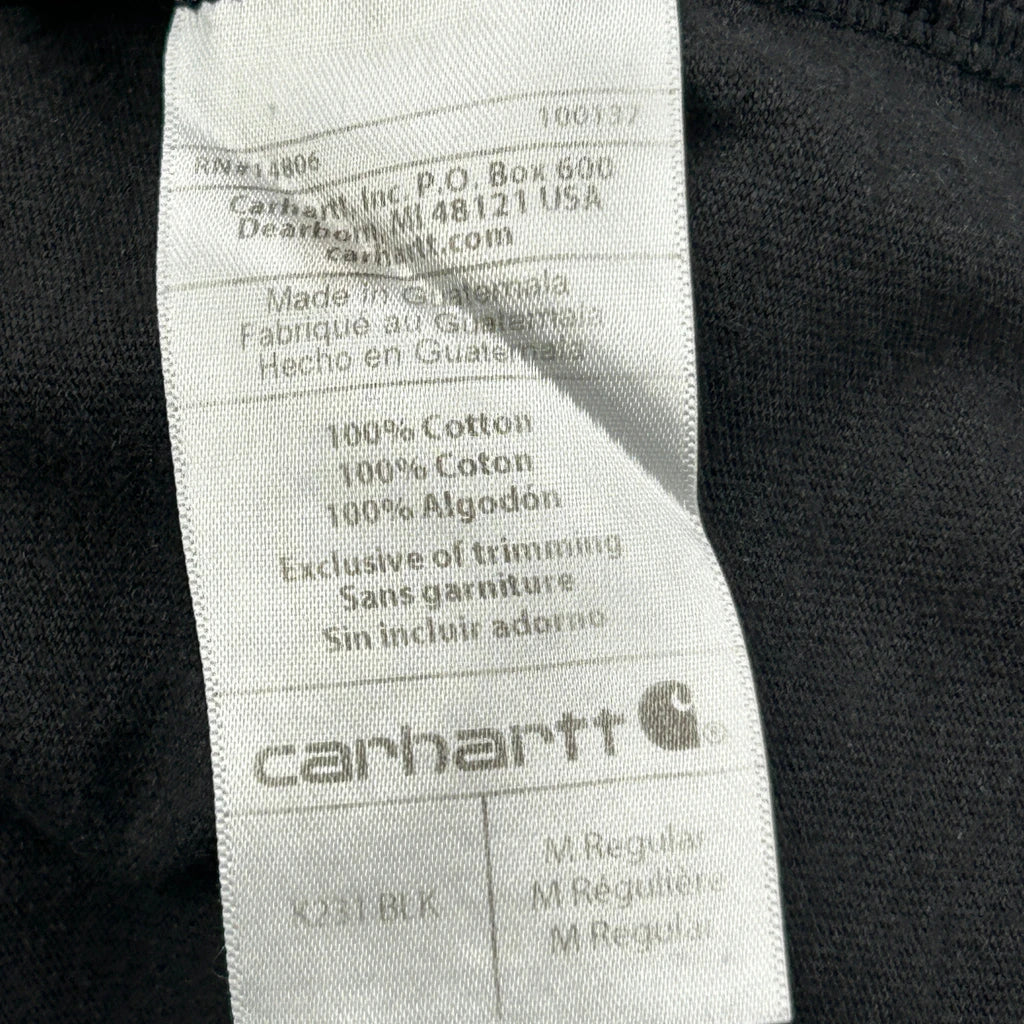 100132
RN#14806
Carhartt, Inc. P.O. Box 600
Dearborn, MI 48121 USA
carhartt.com
Made in Guatemala
Fabriqué au Guatemala
Hecho en Guatemala
100% Cotton
100% Coton
100% Algodón
Exclusive of trimming
Sans garniture
Sin incluir adorno
carhartt ®
K231 BLK
M Regular
M Régulière
M Regular